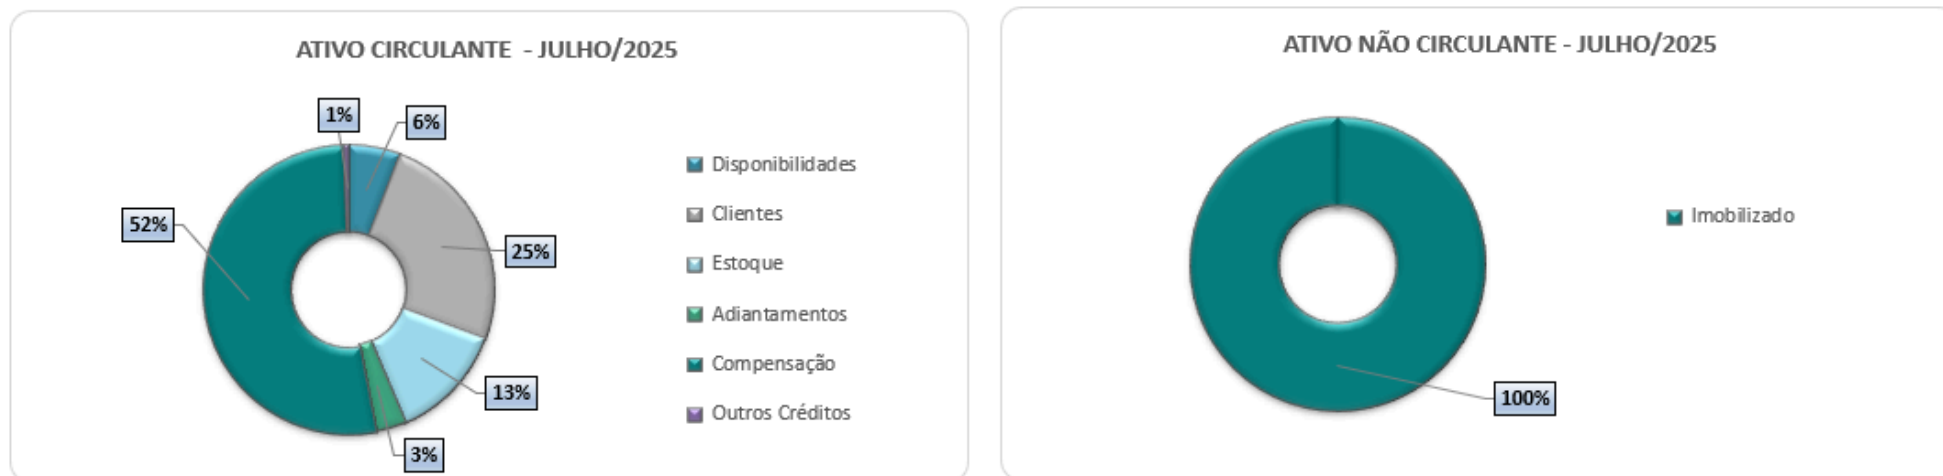 ATIVO CIRCULANTE - JULHO/2025
1%
6%
52%
25%
13%
3%
Disponibilidades
Clientes
Estoque
Adiantamentos
Compensação
Outros Créditos
ATIVO NÃO CIRCULANTE - JULHO/2025
100%
Imobilizado